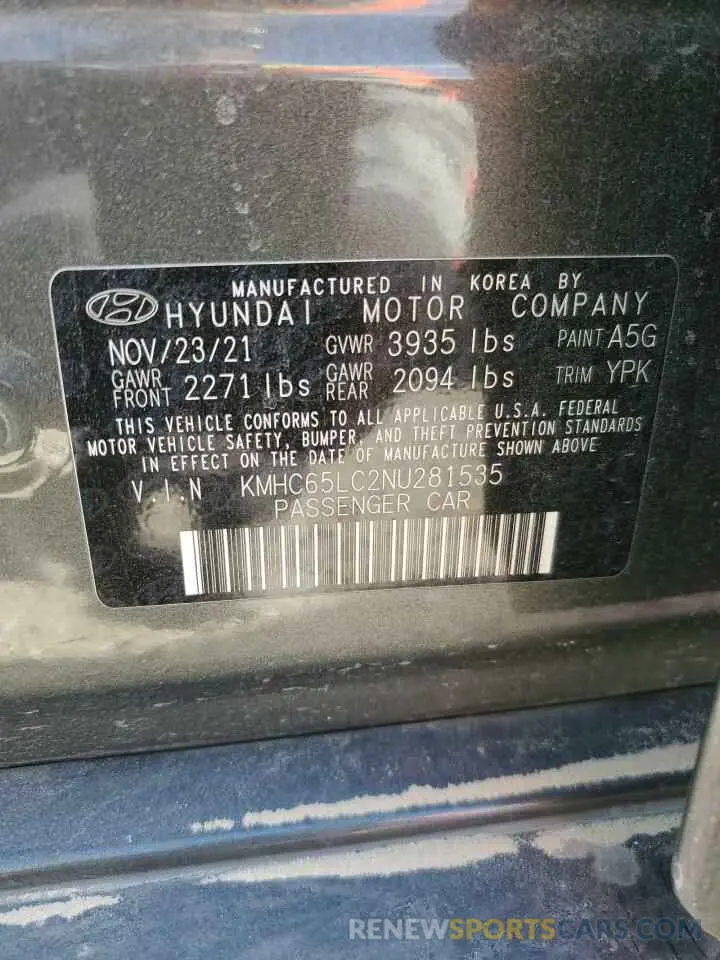 MANUFACTURED IN KOREA BY
HYUNDAI MOTOR COMPANY
NOV/23/21 GVWR 3935 lbs PAINT A5G
GAWR FRONT 2271 lbs GAWR REAR 2094 lbs TRIM YPK
THIS VEHICLE CONFORMS TO ALL APPLICABLE U.S.A. FEDERAL
MOTOR VEHICLE SAFETY, BUMPER, AND THEFT PREVENTION STANDARDS
IN EFFECT ON THE DATE OF MANUFACTURE SHOWN ABOVE
V.I.N KMHC65LC2NU281535
PASSENGER CAR
RENEWSPORTSCARS.COM